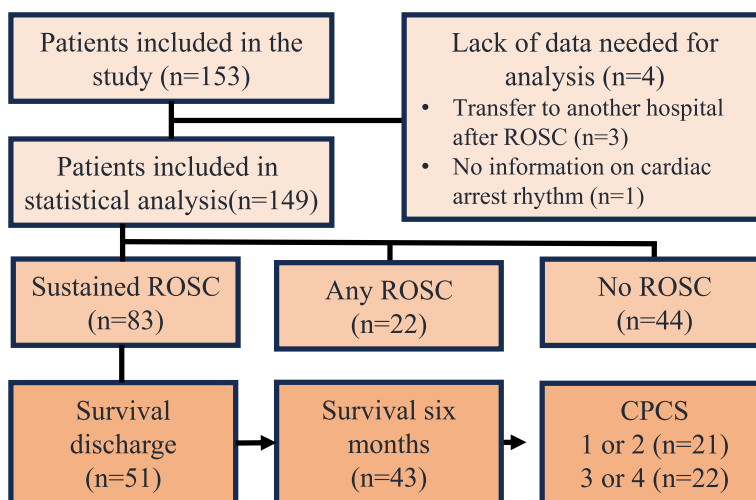 Patients included in the
study (n=153)
Lack of data needed for
analysis (n=4)
• Transfer to another hospital
after ROSC (n=3)
• No information on cardiac
arrest rhythm (n=1)
Patients included in
statistical analysis(n=149)
Sustained ROSC
(n=83)
Any ROSC
(n=22)
No ROSC
(n=44)
Survival
discharge
(n=51)
Survival six
months
(n=43)
CPCS
1 or 2 (n=21)
3 or 4 (n=22)